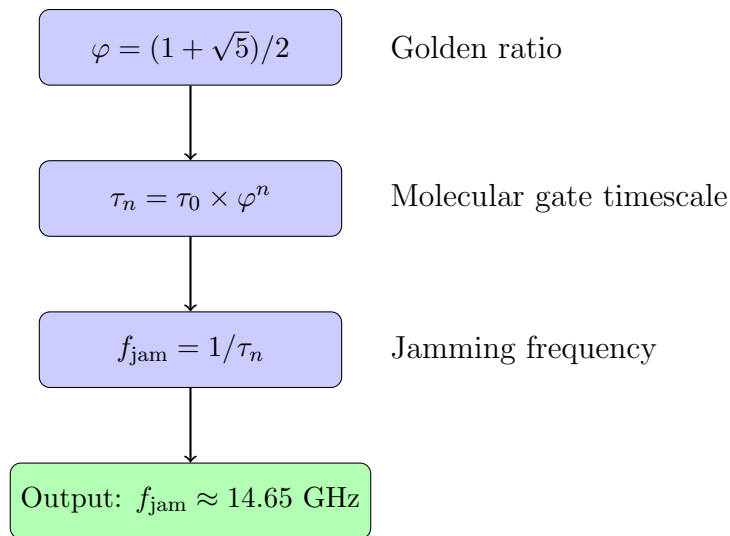 φ = (1 + √5)/2 Golden ratio
τₙ = τ₀ × φⁿ Molecular gate timescale
f_jam = 1/τₙ Jamming frequency
Output: f_jam ≈ 14.65 GHz